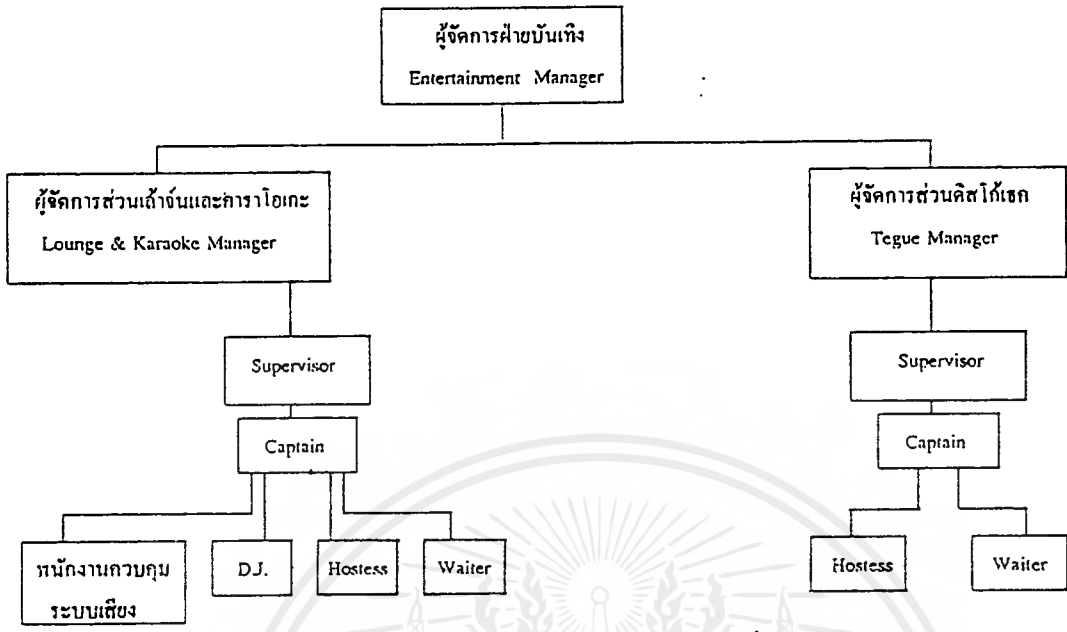 ผู้จัดการฝ่ายบันเทิง
Entertainment Manager
ผู้จัดการส่วนเล้าจ์นและคาราโอเกะ
Lounge & Karaoke Manager
ผู้จัดการส่วนดิสโก้เธค
Tegue Manager
Supervisor
Supervisor
Captain
Captain
พนักงานควบคุม
ระบบเสียง
D.J.
Hostess
Waiter
Hostess
Waiter